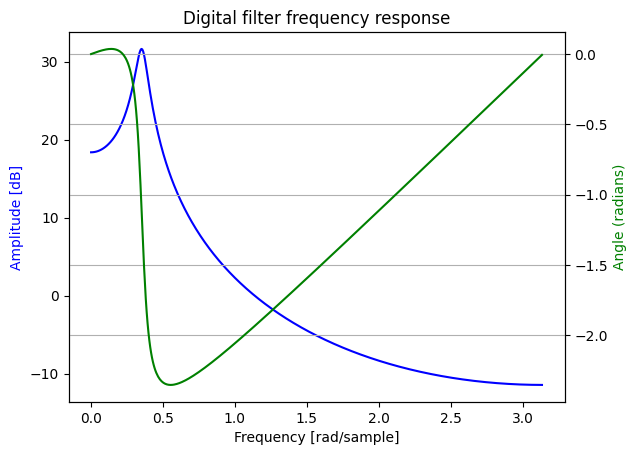 Digital filter frequency response
30
20
10
0
−10
Amplitude [dB]
0.0
−0.5
−1.0
−1.5
−2.0
Angle (radians)
0.0 0.5 1.0 1.5 2.0 2.5 3.0
Frequency [rad/sample]